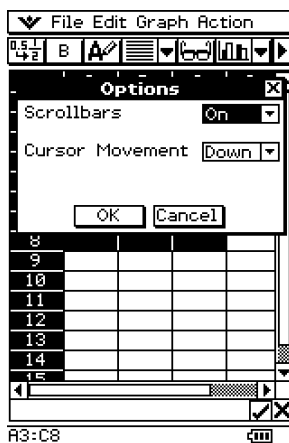 File Edit Graph Action
0.5 1/2 B A
Options
Scrollbars On
Cursor Movement Down
OK Cancel
8
9
10
11
12
13
14
15
A3:C8